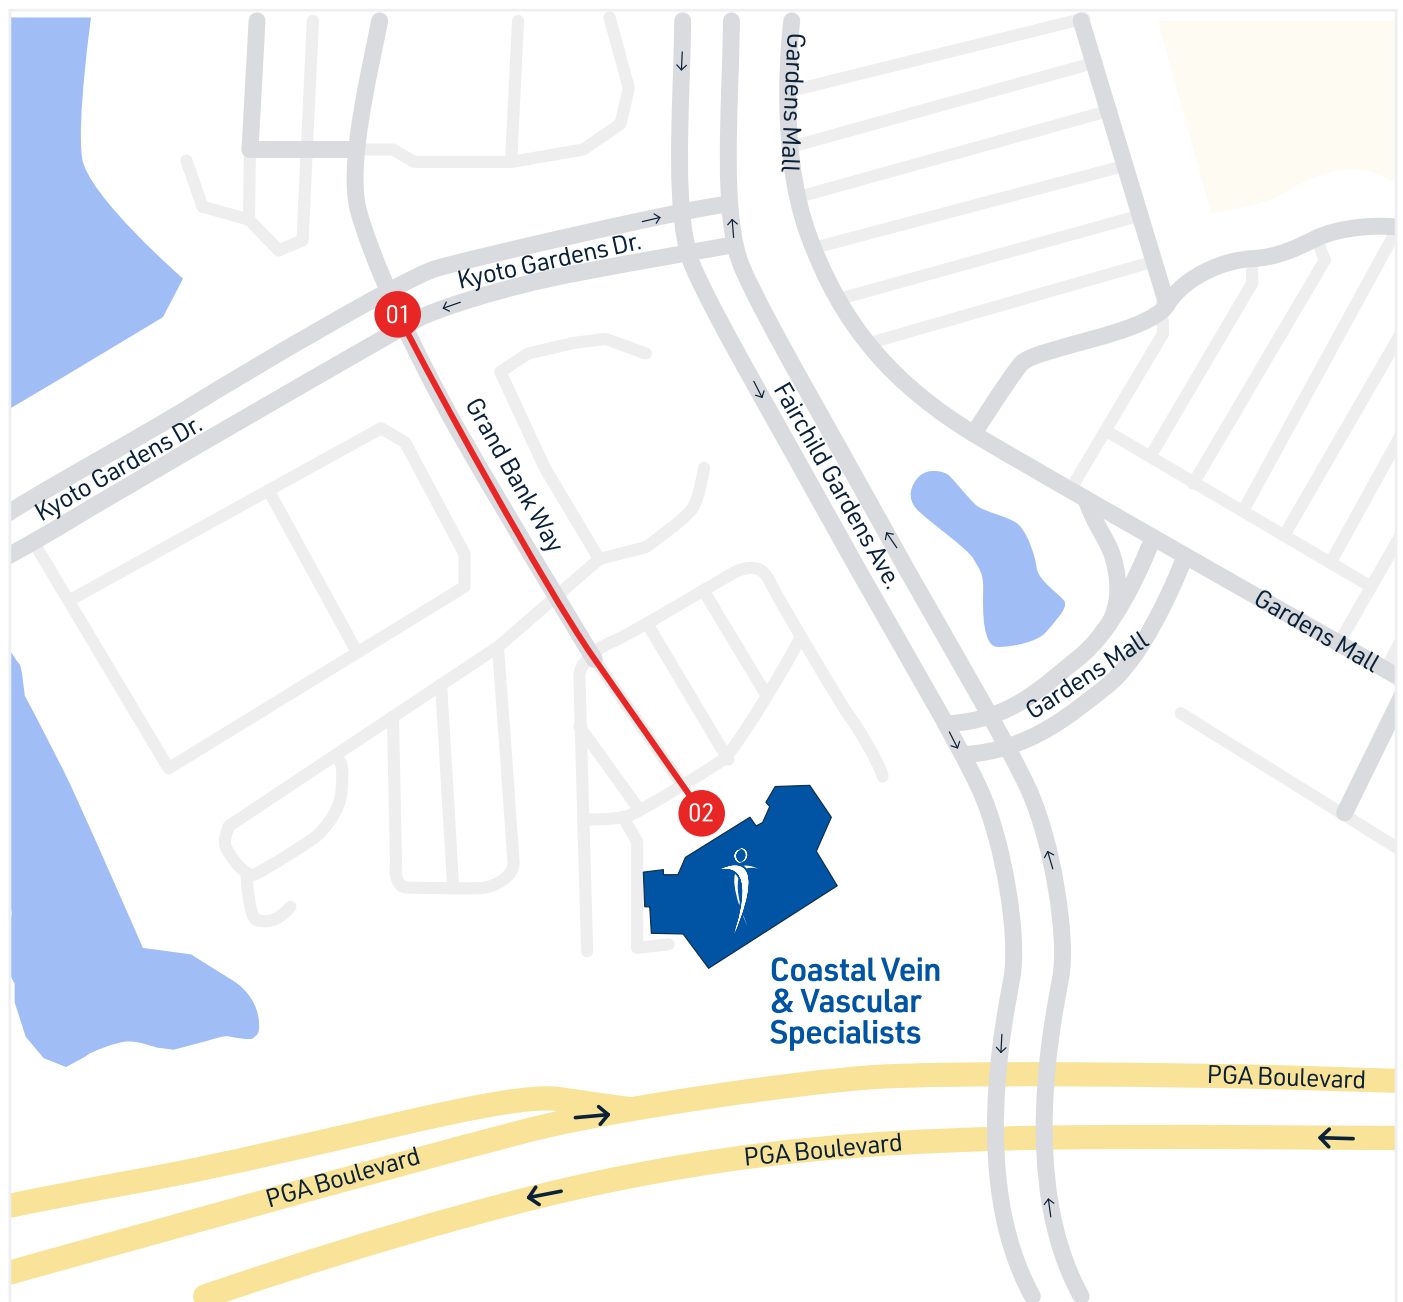 Gardens Mall
Kyoto Gardens Dr.
01
Kyoto Gardens Dr.
Grand Bank Way
Fairchild Gardens Ave.
Gardens Mall
Gardens Mall
02
Coastal Vein
& Vascular
Specialists
PGA Boulevard
PGA Boulevard
PGA Boulevard